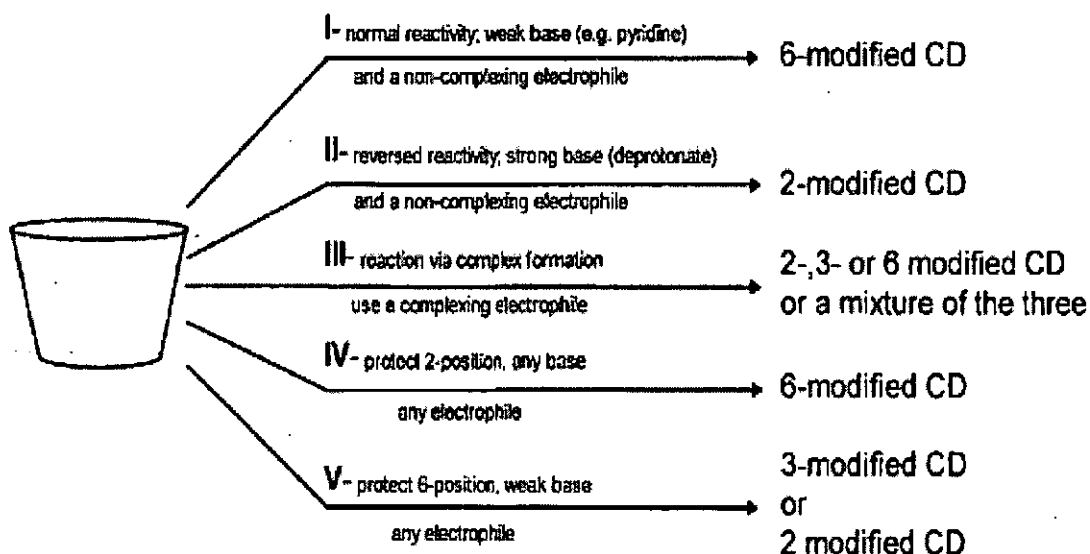 I- normal reactivity; weak base (e.g. pyridine)
and a non-complexing electrophile
6-modified CD
II- reversed reactivity; strong base (deprotonate)
and a non-complexing electrophile
2-modified CD
III- reaction via complex formation
use a complexing electrophile
2-,3- or 6 modified CD
or a mixture of the three
IV- protect 2-position, any base
any electrophile
6-modified CD
V- protect 6-position, weak base
any electrophile
3-modified CD
or
2 modified CD